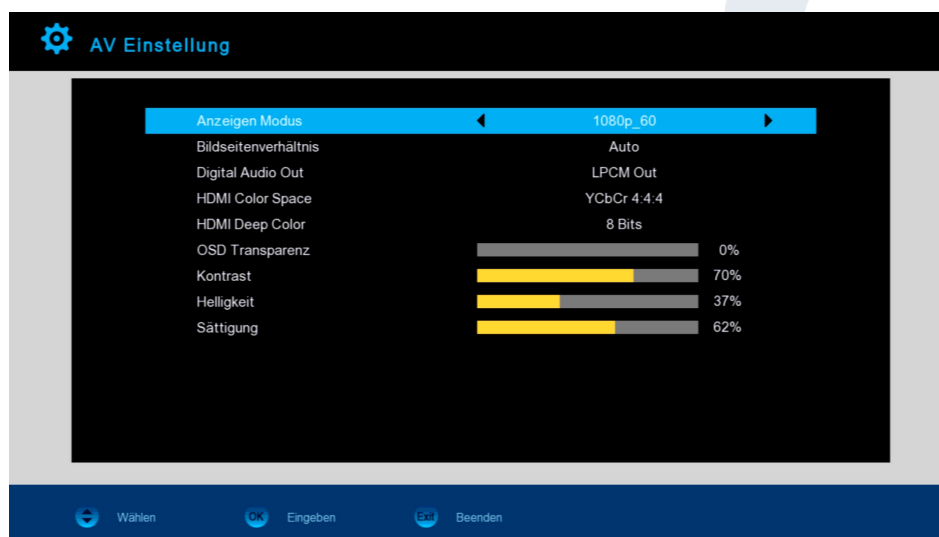 AV Einstellung
Anzeigen Modus 1080p_60
Bildseitenverhältnis Auto
Digital Audio Out LPCM Out
HDMI Color Space YCbCr 4:4:4
HDMI Deep Color 8 Bits
OSD Transparenz 0%
Kontrast 70%
Helligkeit 37%
Sättigung 62%
Wählen OK Eingeben Exit Beenden